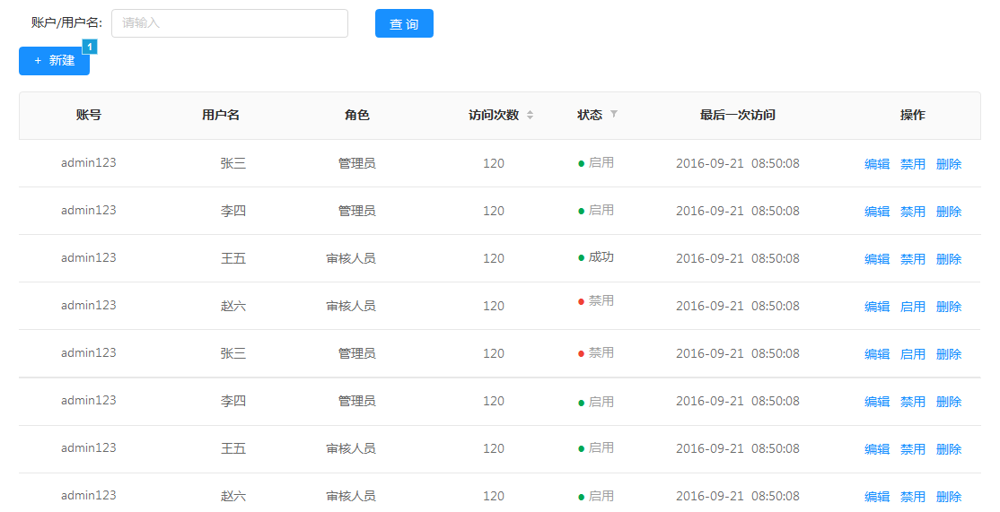 账户/用户名: 请输入 查 询
+ 新建 1
账号 用户名 角色 访问次数 状态 最后一次访问 操作
admin123 张三 管理员 120 启用 2016-09-21 08:50:08 编辑 禁用 删除
admin123 李四 管理员 120 启用 2016-09-21 08:50:08 编辑 禁用 删除
admin123 王五 审核人员 120 成功 2016-09-21 08:50:08 编辑 禁用 删除
admin123 赵六 审核人员 120 禁用 2016-09-21 08:50:08 编辑 启用 删除
admin123 张三 管理员 120 禁用 2016-09-21 08:50:08 编辑 启用 删除
admin123 李四 管理员 120 启用 2016-09-21 08:50:08 编辑 禁用 删除
admin123 王五 审核人员 120 启用 2016-09-21 08:50:08 编辑 禁用 删除
admin123 赵六 审核人员 120 启用 2016-09-21 08:50:08 编辑 禁用 删除